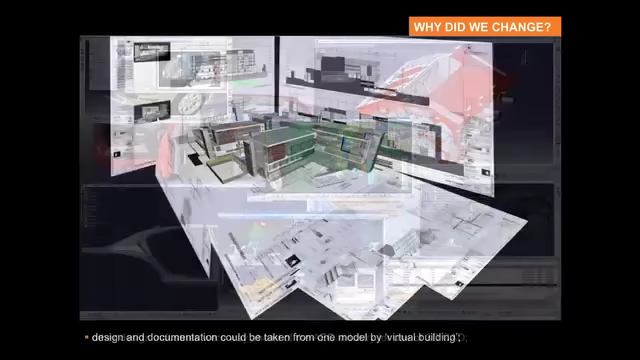 WHY DID WE CHANGE?
▪ design and documentation could be taken from one model by 'virtual building';